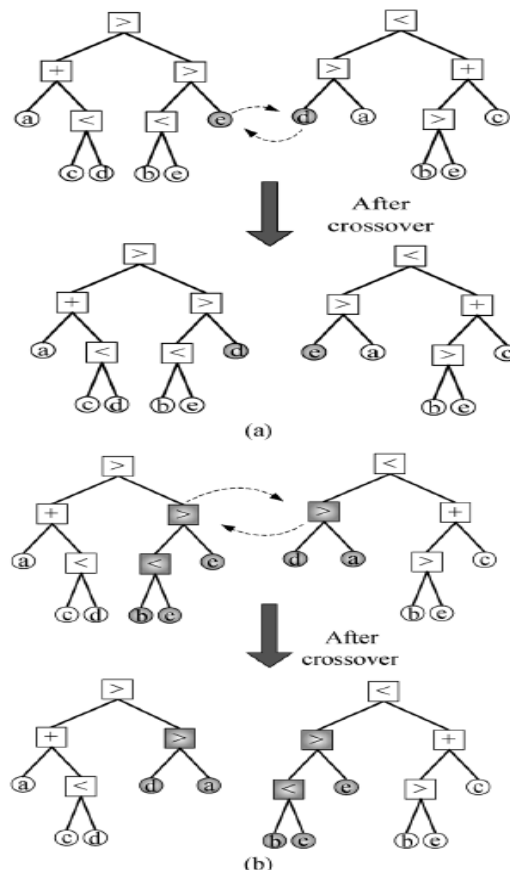 > <
+ > > +
a < < e d a > c
c d b e b e
After
crossover
> <
+ > > +
a < < d e a > c
c d b e b e
(a)
> <
+ > > +
a < < c d a > c
c d b c b e
After
crossover
> <
+ > > +
a < d a < e > c
c d b c b e
(b)